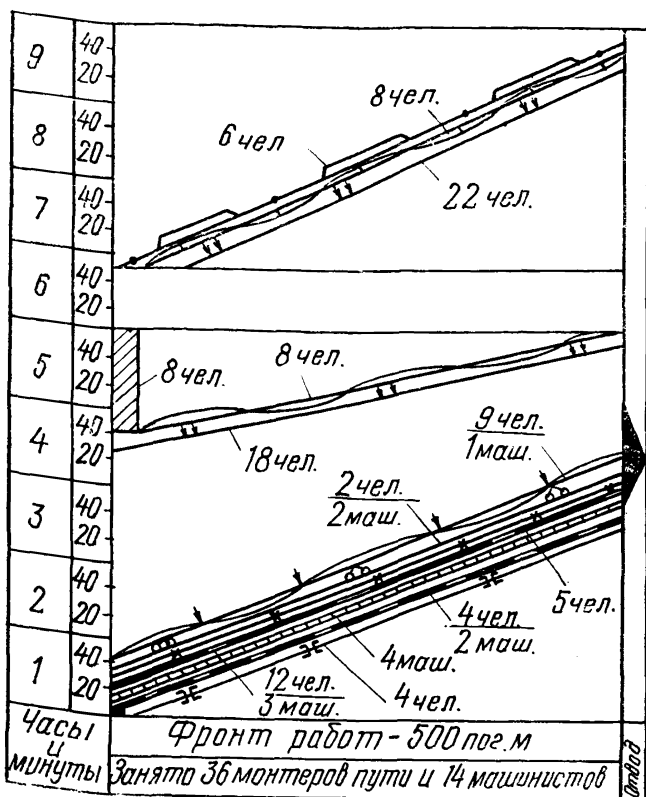 9
40
20
8
40
20
7
40
20
6
40
20
5
40
20
4
40
20
3
40
20
2
40
20
1
40
20
8 чел.
6 чел
22 чел.
8 чел.
8 чел.
18 чел.
9 чел.
1 маш.
2 чел.
2 маш.
5 чел.
4 чел.
2 маш.
4 маш.
12 чел.
3 маш.
4 чел.
Часы
и
минуты
Фронт работ - 500 пог. м
Занято 36 монтеров пути и 14 машинистов
Отвод